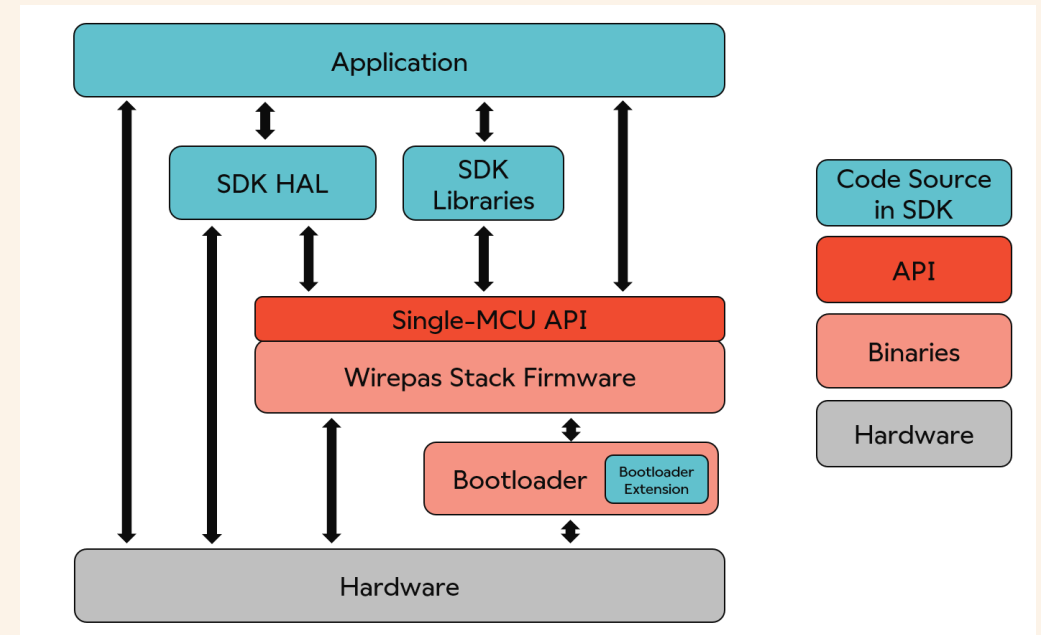 Application
SDK HAL
SDK
Libraries
Single-MCU API
Wirepas Stack Firmware
Bootloader
Bootloader
Extension
Hardware
Code Source
in SDK
API
Binaries
Hardware